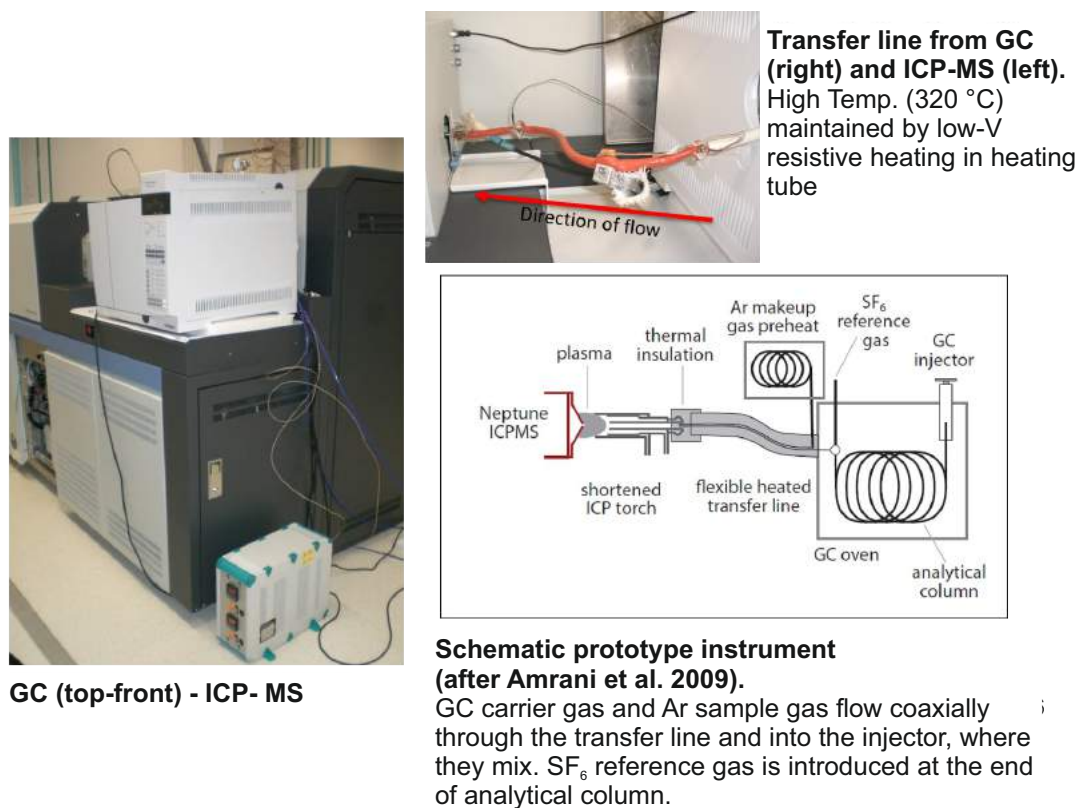 Transfer line from GC
(right) and ICP-MS (left).
High Temp. (320 °C)
maintained by low-V
resistive heating in heating
tube
Direction of flow
GC (top-front) - ICP- MS
Ar makeup
gas preheat
SF₆
reference
gas
GC
injector
thermal
insulation
plasma
Neptune
ICPMS
shortened
ICP torch
flexible heated
transfer line
GC oven
analytical
column
Schematic prototype instrument
(after Amrani et al. 2009).
GC carrier gas and Ar sample gas flow coaxially
through the transfer line and into the injector, where
they mix. SF₆ reference gas is introduced at the end
of analytical column.